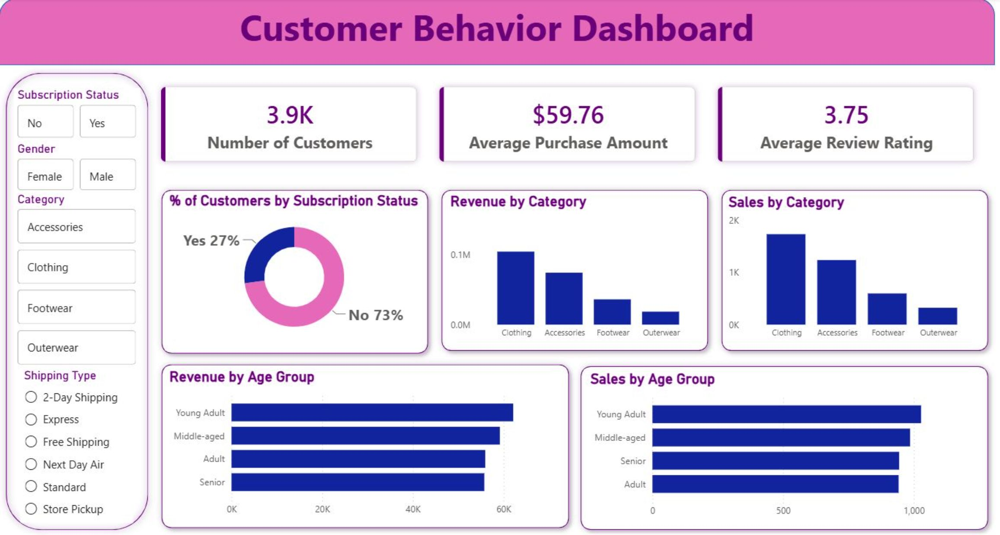 Customer Behavior Dashboard
Subscription Status
No
Yes
Gender
Female
Male
Category
Accessories
Clothing
Footwear
Outerwear
Shipping Type
2-Day Shipping
Express
Free Shipping
Next Day Air
Standard
Store Pickup
3.9K
Number of Customers
$59.76
Average Purchase Amount
3.75
Average Review Rating
% of Customers by Subscription Status
Yes 27%
No 73%
Revenue by Category
0.1M
0.0M
Clothing
Accessories
Footwear
Outerwear
Sales by Category
2K
1K
0K
Clothing
Accessories
Footwear
Outerwear
Revenue by Age Group
Young Adult
Middle-aged
Adult
Senior
0K
20K
40K
60K
Sales by Age Group
Young Adult
Middle-aged
Senior
Adult
0
500
1,000